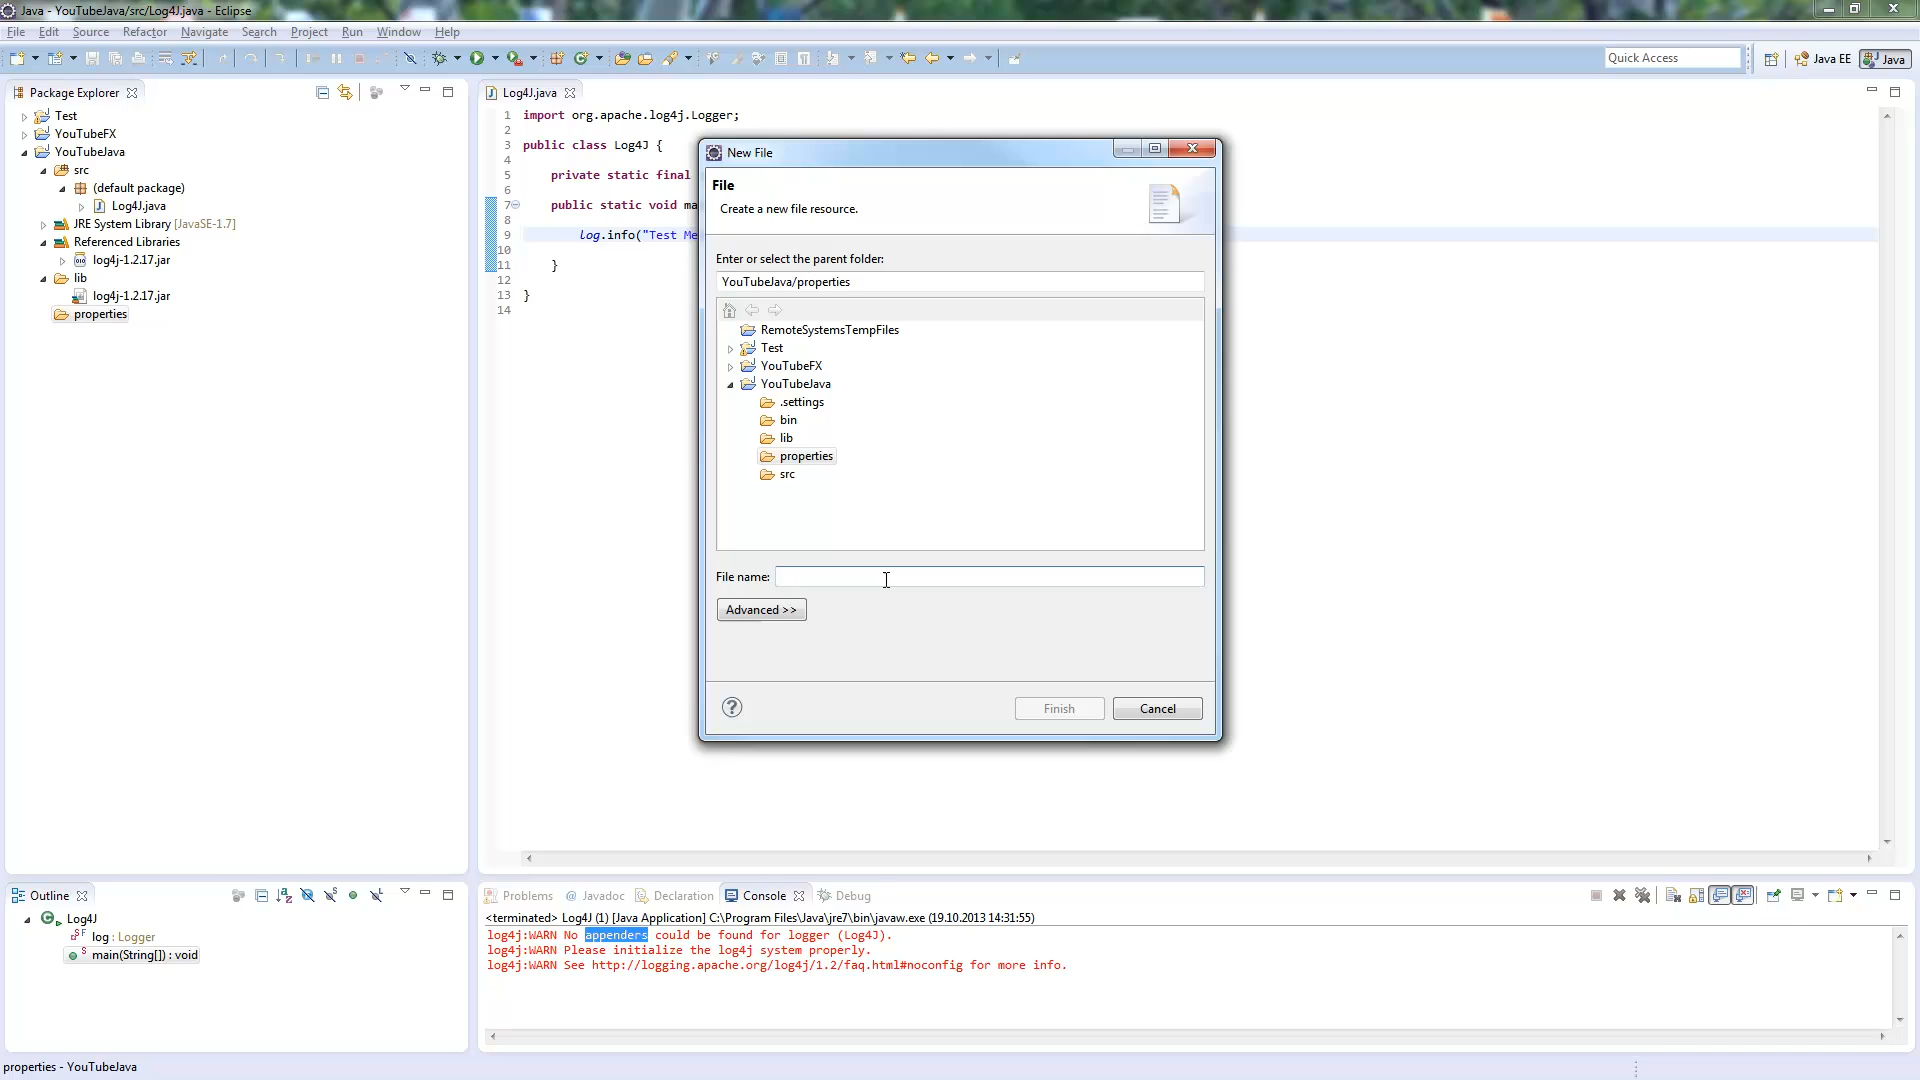 Java - YouTubeJava/src/Log4J.java - Eclipse
File Edit Source Refactor Navigate Search Project Run Window Help
Quick Access
Java EE
Java
Package Explorer
Test
YouTubeFX
YouTubeJava
src
(default package)
Log4J.java
JRE System Library [JavaSE-1.7]
Referenced Libraries
log4j-1.2.17.jar
lib
log4j-1.2.17.jar
properties
Log4J.java
1 import org.apache.log4j.Logger;
2
3 public class Log4J {
4
5 private static final
6
7 public static void ma
8
9 log.info("Test Me
10
11 }
12
13 }
14
New File
File
Create a new file resource.
Enter or select the parent folder:
YouTubeJava/properties
RemoteSystemsTempFiles
Test
YouTubeFX
YouTubeJava
.settings
bin
lib
properties
src
File name:
Advanced >>
?
Finish
Cancel
Outline
Log4J
log : Logger
main(String[]) : void
Problems @ Javadoc Declaration Console Debug
<terminated> Log4J (1) [Java Application] C:\Program Files\Java\jre7\bin\javaw.exe (19.10.2013 14:31:55)
log4j:WARN No appenders could be found for logger (Log4J).
log4j:WARN Please initialize the log4j system properly.
log4j:WARN See http://logging.apache.org/log4j/1.2/faq.html#noconfig for more info.
properties - YouTubeJava